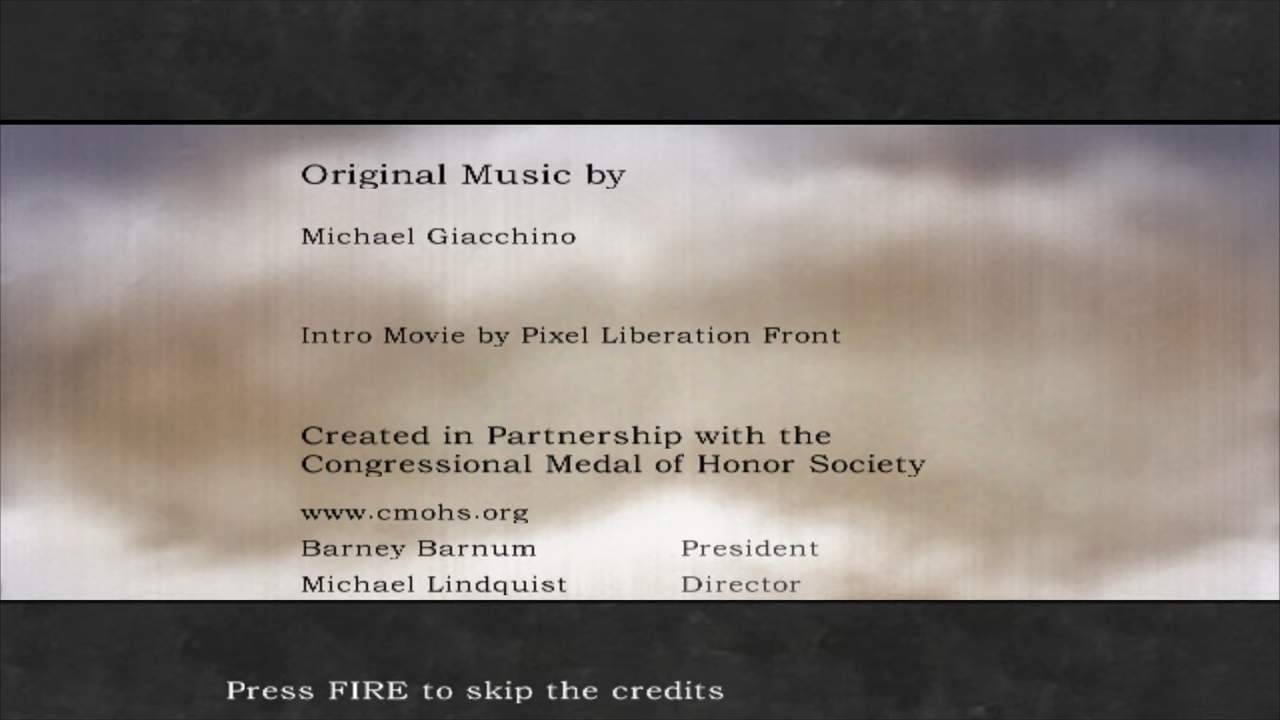 Original Music by
Michael Giacchino
Intro Movie by Pixel Liberation Front
Created in Partnership with the
Congressional Medal of Honor Society
www.cmohs.org
Barney Barnum President
Michael Lindquist Director
Press FIRE to skip the credits